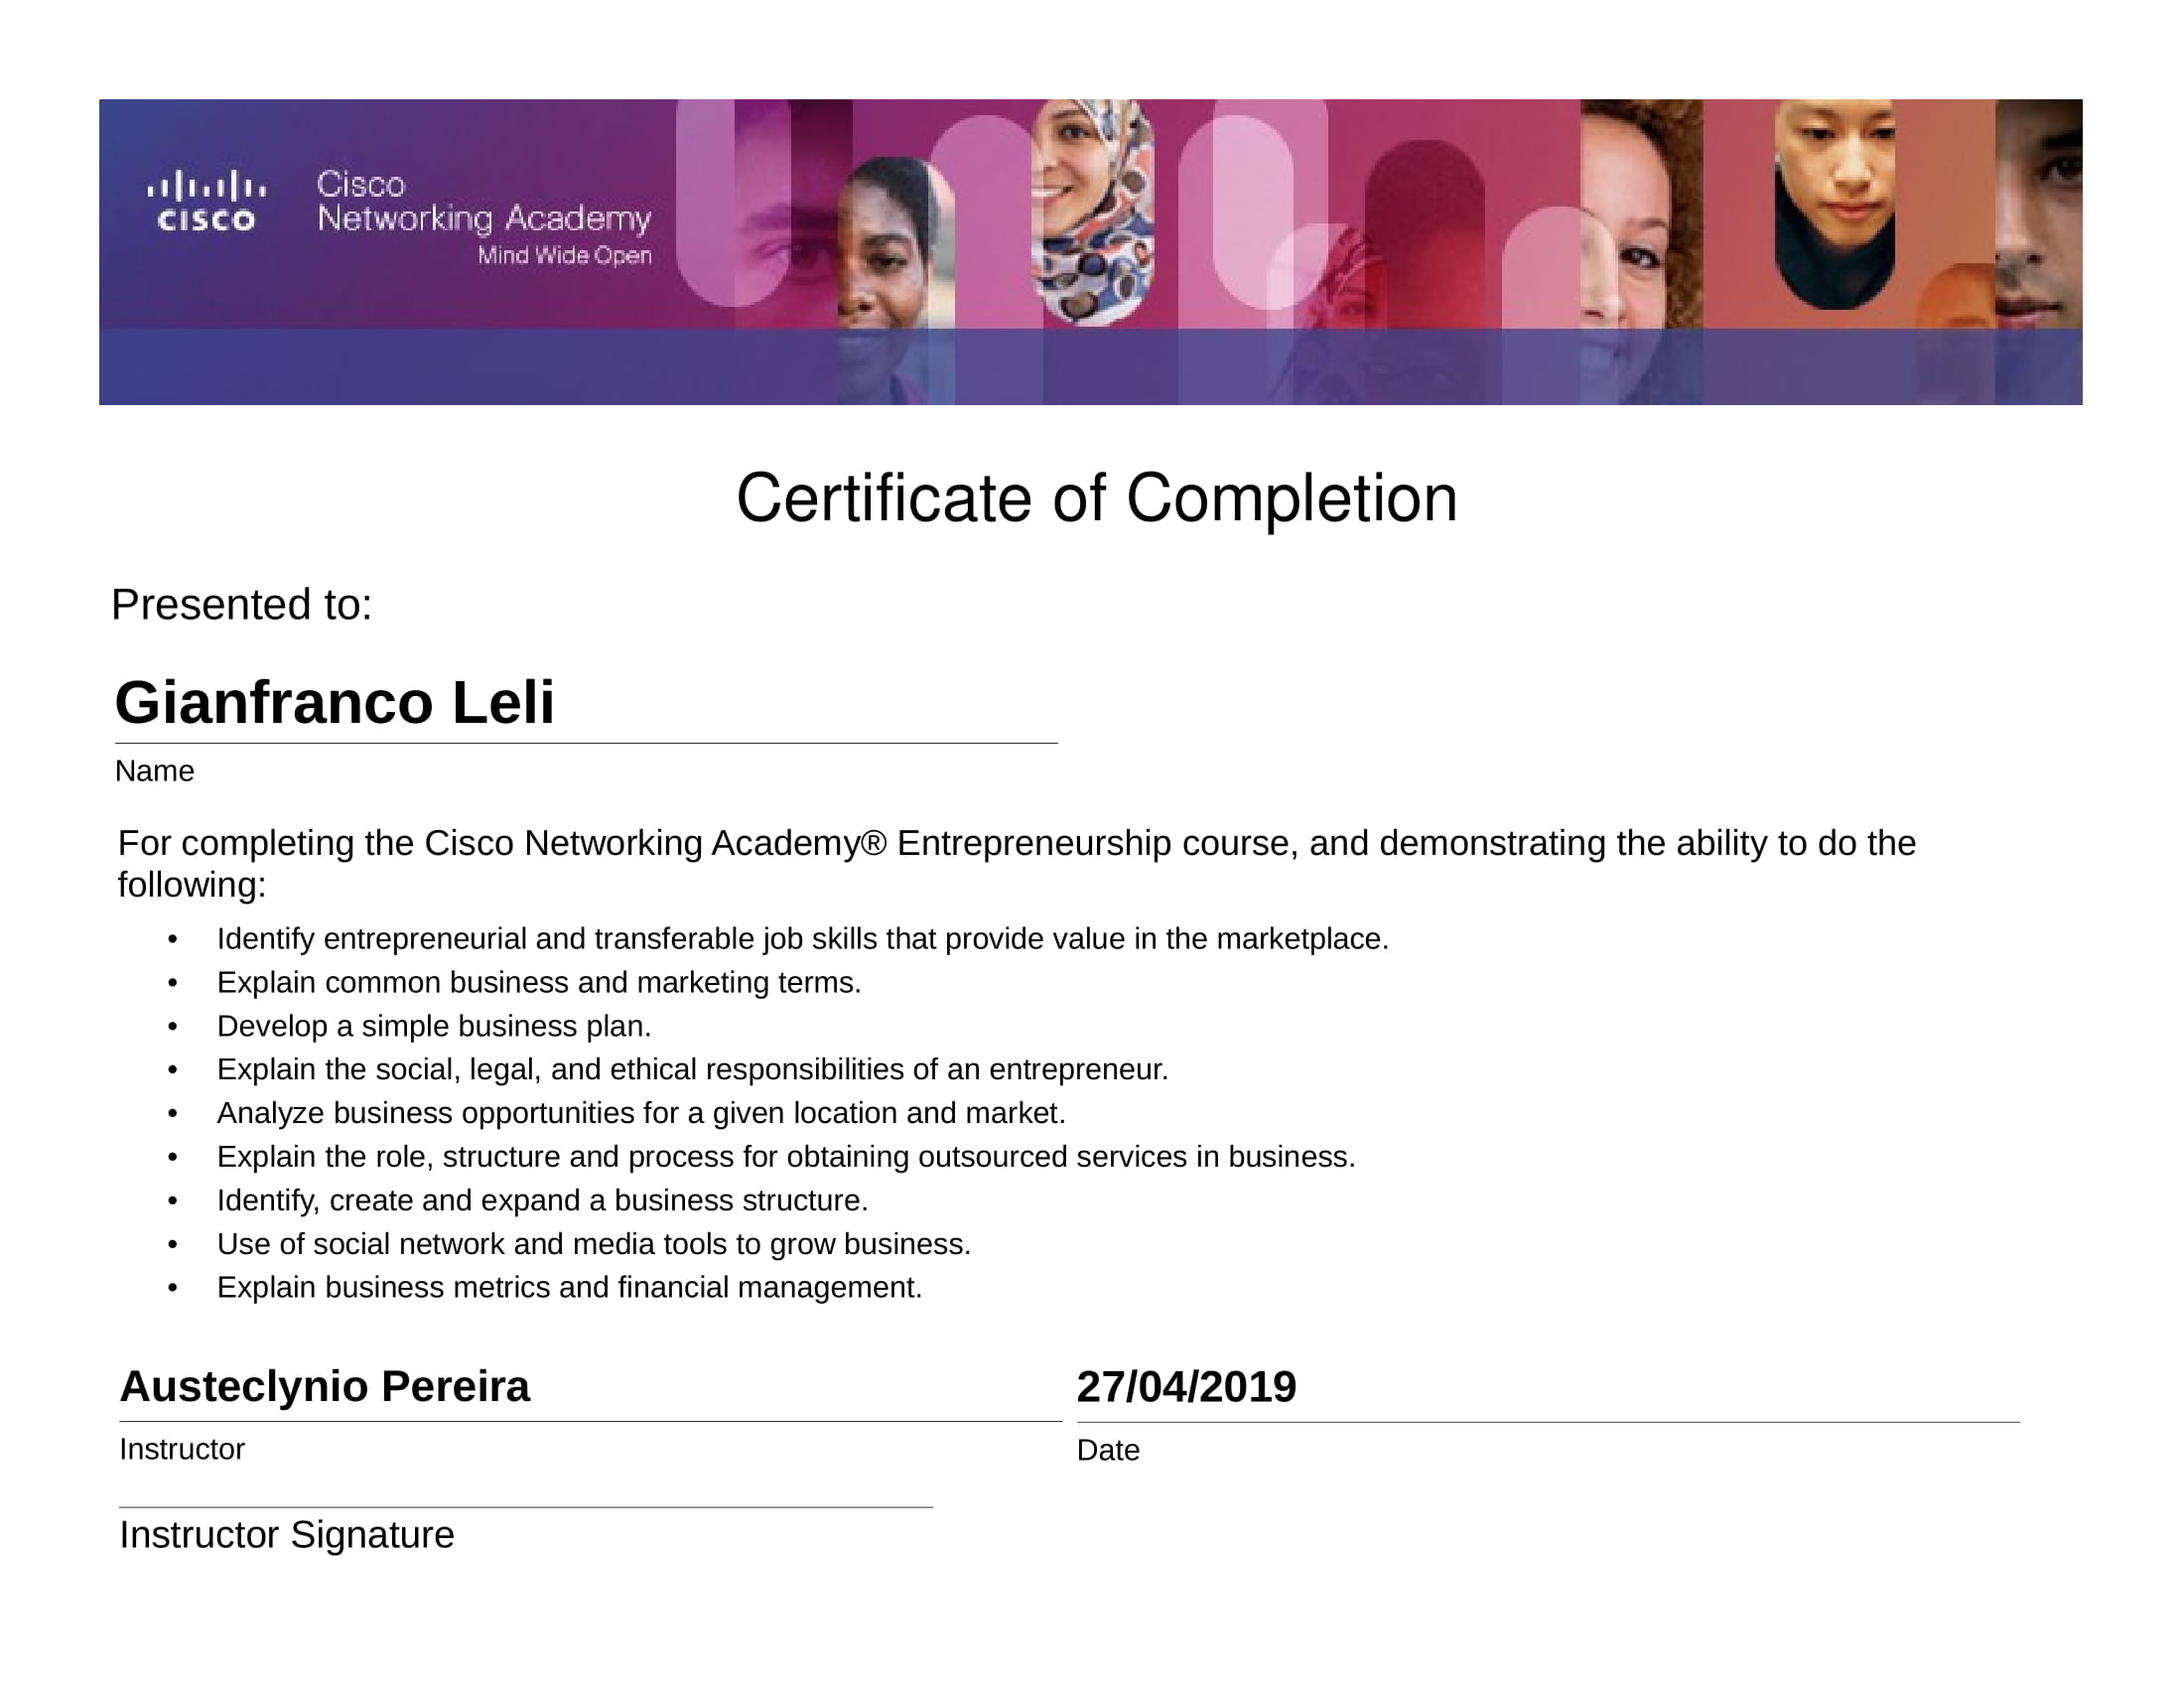 cisco
Cisco
Networking Academy
Mind Wide Open
Certificate of Completion
Presented to:
Gianfranco Leli
Name
For completing the Cisco Networking Academy® Entrepreneurship course, and demonstrating the ability to do the
following:
• Identify entrepreneurial and transferable job skills that provide value in the marketplace.
• Explain common business and marketing terms.
• Develop a simple business plan.
• Explain the social, legal, and ethical responsibilities of an entrepreneur.
• Analyze business opportunities for a given location and market.
• Explain the role, structure and process for obtaining outsourced services in business.
• Identify, create and expand a business structure.
• Use of social network and media tools to grow business.
• Explain business metrics and financial management.
Austeclynio Pereira
27/04/2019
Instructor
Date
Instructor Signature